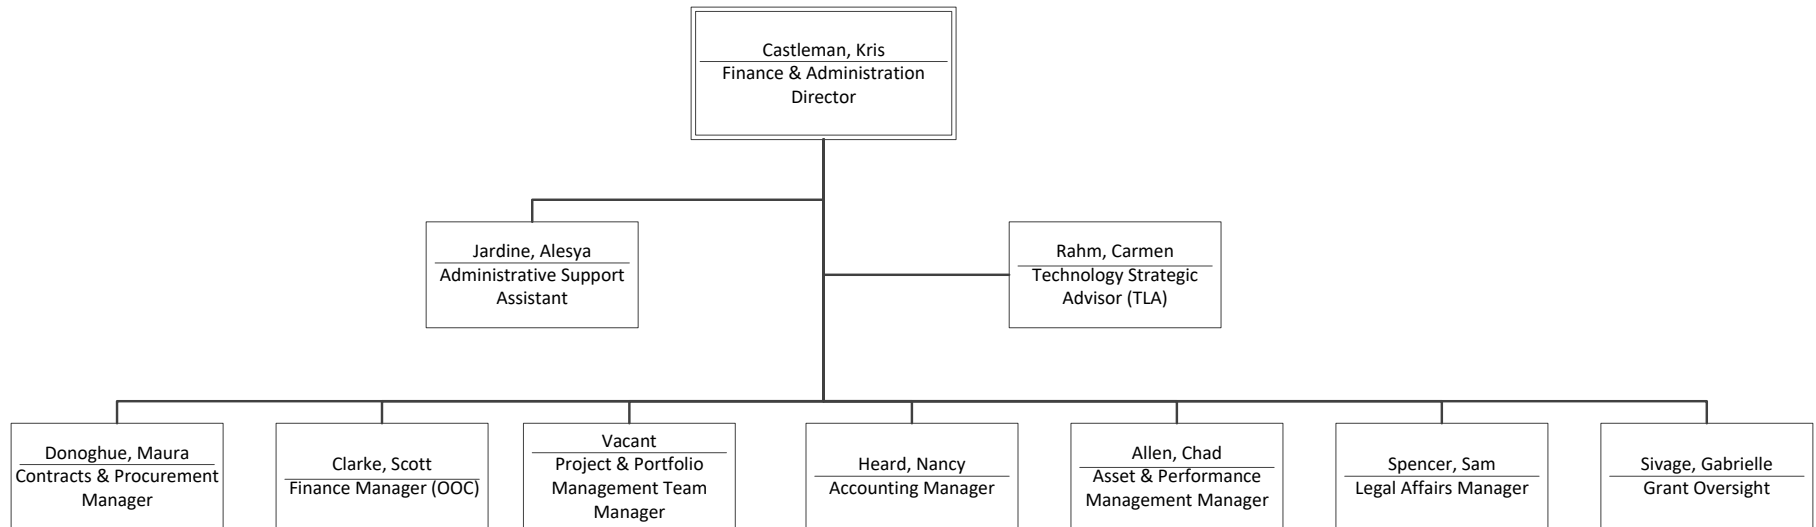 Castleman, Kris
Finance & Administration
Director
Jardine, Alesya
Administrative Support
Assistant
Rahm, Carmen
Technology Strategic
Advisor (TLA)
Donoghue, Maura
Contracts & Procurement
Manager
Clarke, Scott
Finance Manager (OOC)
Vacant
Project & Portfolio
Management Team
Manager
Heard, Nancy
Accounting Manager
Allen, Chad
Asset & Performance
Management Manager
Spencer, Sam
Legal Affairs Manager
Sivage, Gabrielle
Grant Oversight